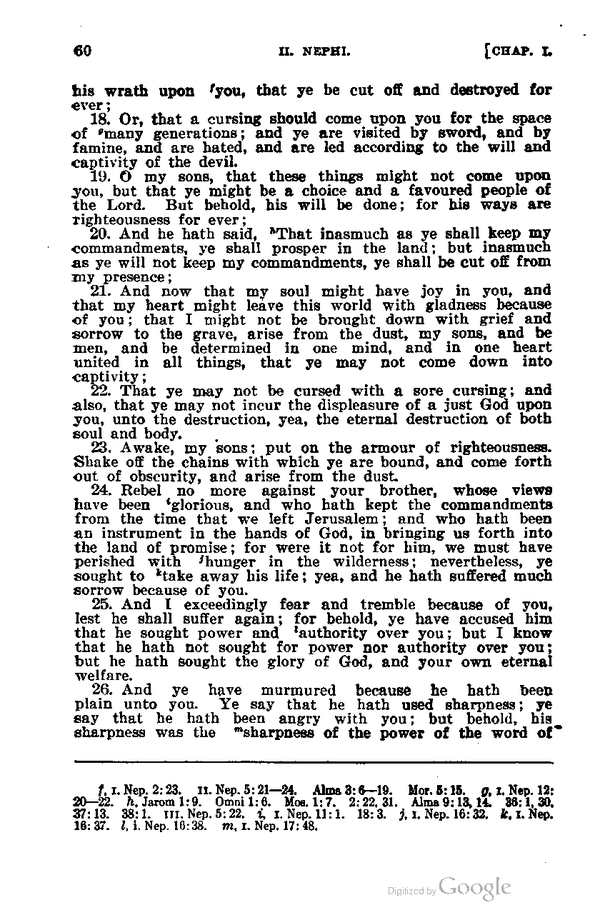 60 II. NEPHI. [CHAP. I.
his wrath upon fyou, that ye be cut off and destroyed for
ever;
18. Or, that a cursing should come upon you for the space
of gmany generations; and ye are visited by sword, and by
famine, and are hated, and are led according to the will and
captivity of the devil.
19. O my sons, that these things might not come upon
you, but that ye might be a choice and a favoured people of
the Lord. But behold, his will be done; for his ways are
righteousness for ever;
20. And he hath said, hThat inasmuch as ye shall keep my
commandments, ye shall prosper in the land; but inasmuch
as ye will not keep my commandments, ye shall be cut off from
my presence;
21. And now that my soul might have joy in you, and
that my heart might leave this world with gladness because
of you; that I might not be brought down with grief and
sorrow to the grave, arise from the dust, my sons, and be
men, and be determined in one mind, and in one heart
united in all things, that ye may not come down into
captivity;
22. That ye may not be cursed with a sore cursing; and
also, that ye may not incur the displeasure of a just God upon
you, unto the destruction, yea, the eternal destruction of both
soul and body.
23. Awake, my sons; put on the armour of righteousness.
Shake off the chains with which ye are bound, and come forth
out of obscurity, and arise from the dust.
24. Rebel no more against your brother, whose views
have been iglorious, and who hath kept the commandments
from the time that we left Jerusalem; and who hath been
an instrument in the hands of God, in bringing us forth into
the land of promise; for were it not for him, we must have
perished with jhunger in the wilderness; nevertheless, ye
sought to ktake away his life; yea, and he hath suffered much
sorrow because of you.
25. And I exceedingly fear and tremble because of you,
lest he shall suffer again; for behold, ye have accused him
that he sought power and lauthority over you; but I know
that he hath not sought for power nor authority over you;
but he hath sought the glory of God, and your own eternal
welfare.
26. And ye have murmured because he hath been
plain unto you. Ye say that he hath used sharpness; ye
say that he hath been angry with you; but behold, his
sharpness was the msharpness of the power of the word of
f, I. Nep. 2:23. II. Nep. 5:21—24. Alma 3:6—19. Mor. 5:15. g, I. Nep. 12:
20—22. h, Jarom 1:9. Omni 1:6. Mos. 1:7. 2:22, 31. Alma 9:13, 14. 36:1, 30.
37:13. 38:1. III. Nep. 5:22. i, I. Nep. 11:1. 18:3. j, I. Nep. 16:32. k, I. Nep.
16:37. l, I. Nep. 16:38. m, I. Nep. 17:48.
Digitized by Google